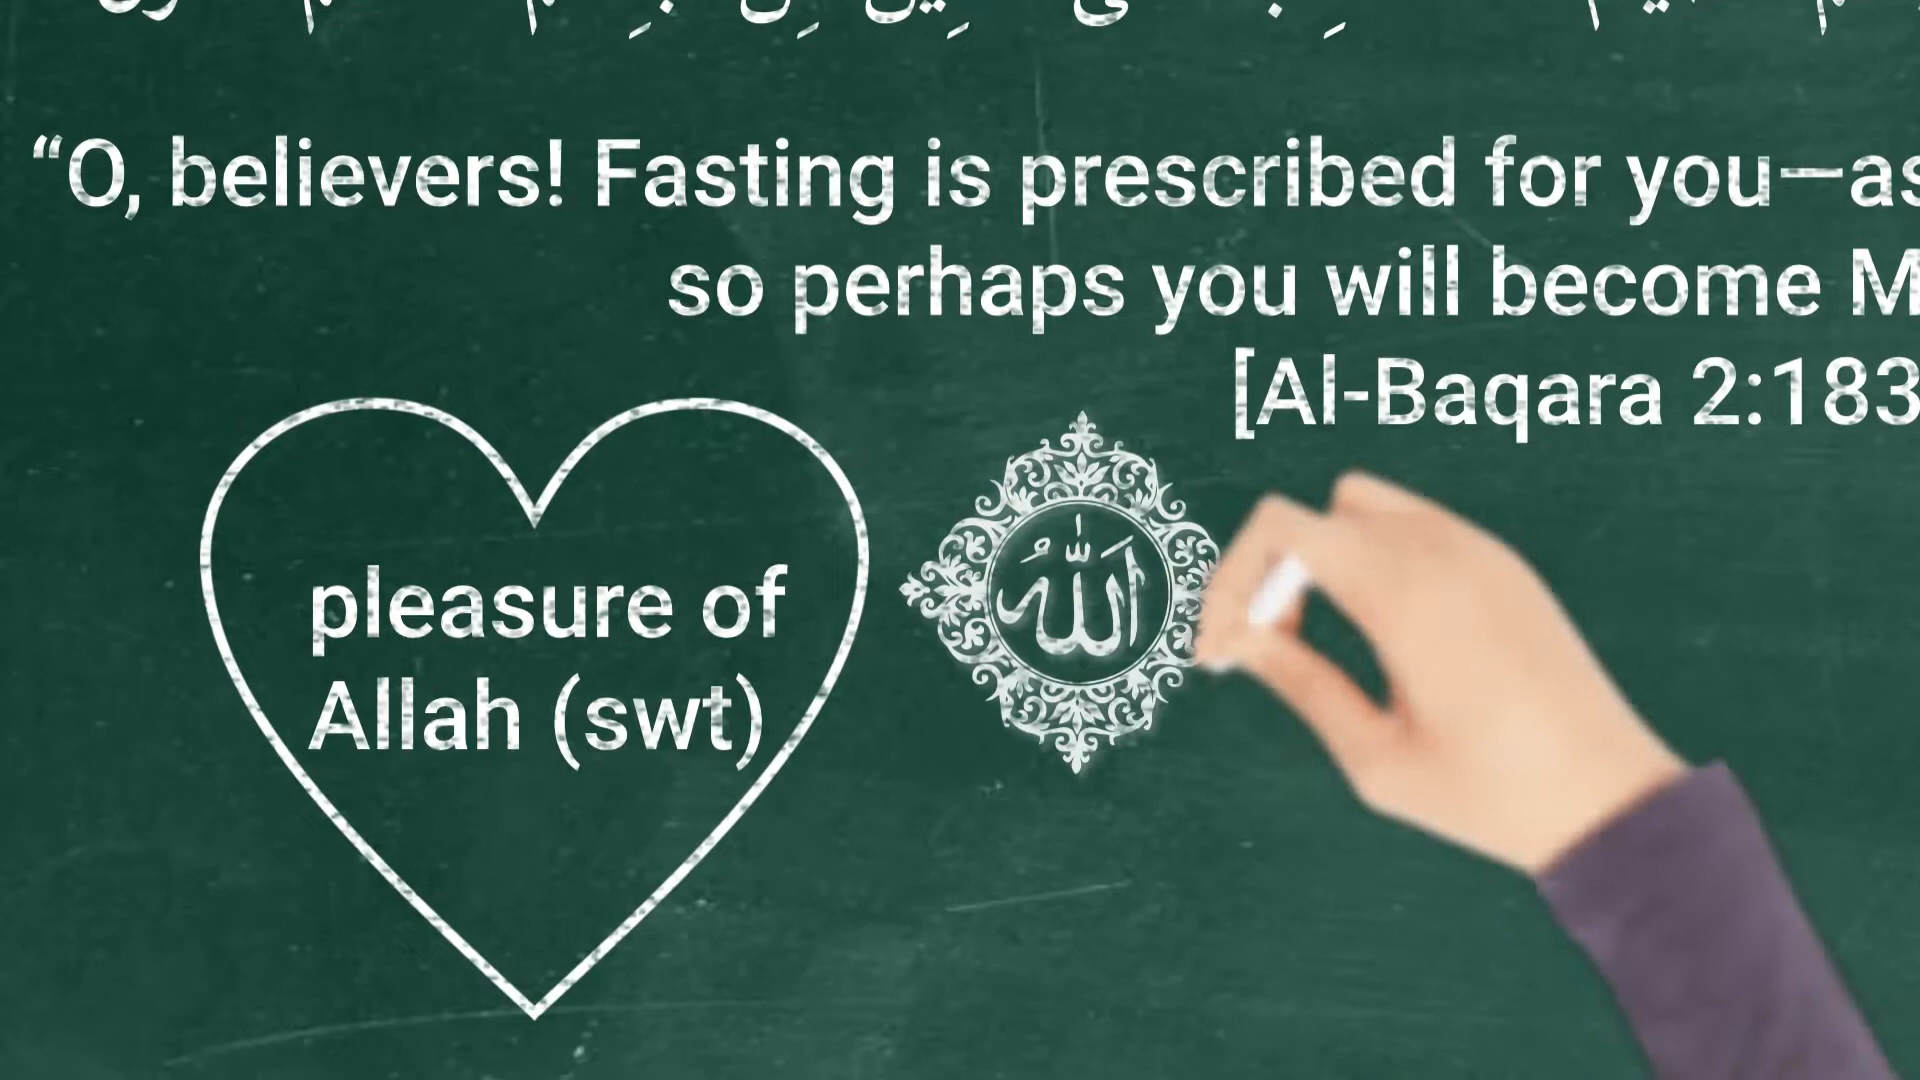 “O, believers! Fasting is prescribed for you—as
so perhaps you will become M
[Al-Baqara 2:183
pleasure of
Allah (swt)
الله